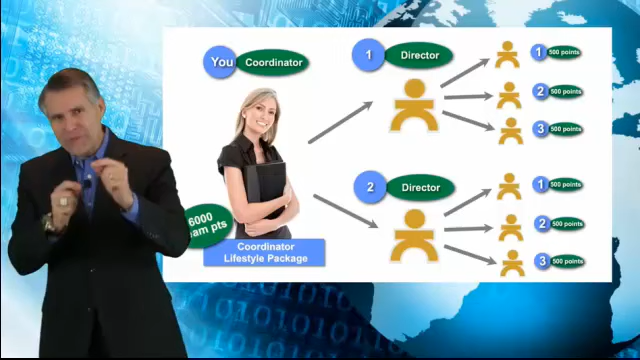 You Coordinator
1 Director
1 500 points
2 500 points
3 500 points
2 Director
1 500 points
2 500 points
3 500 points
6000
Coordinator
Lifestyle Package